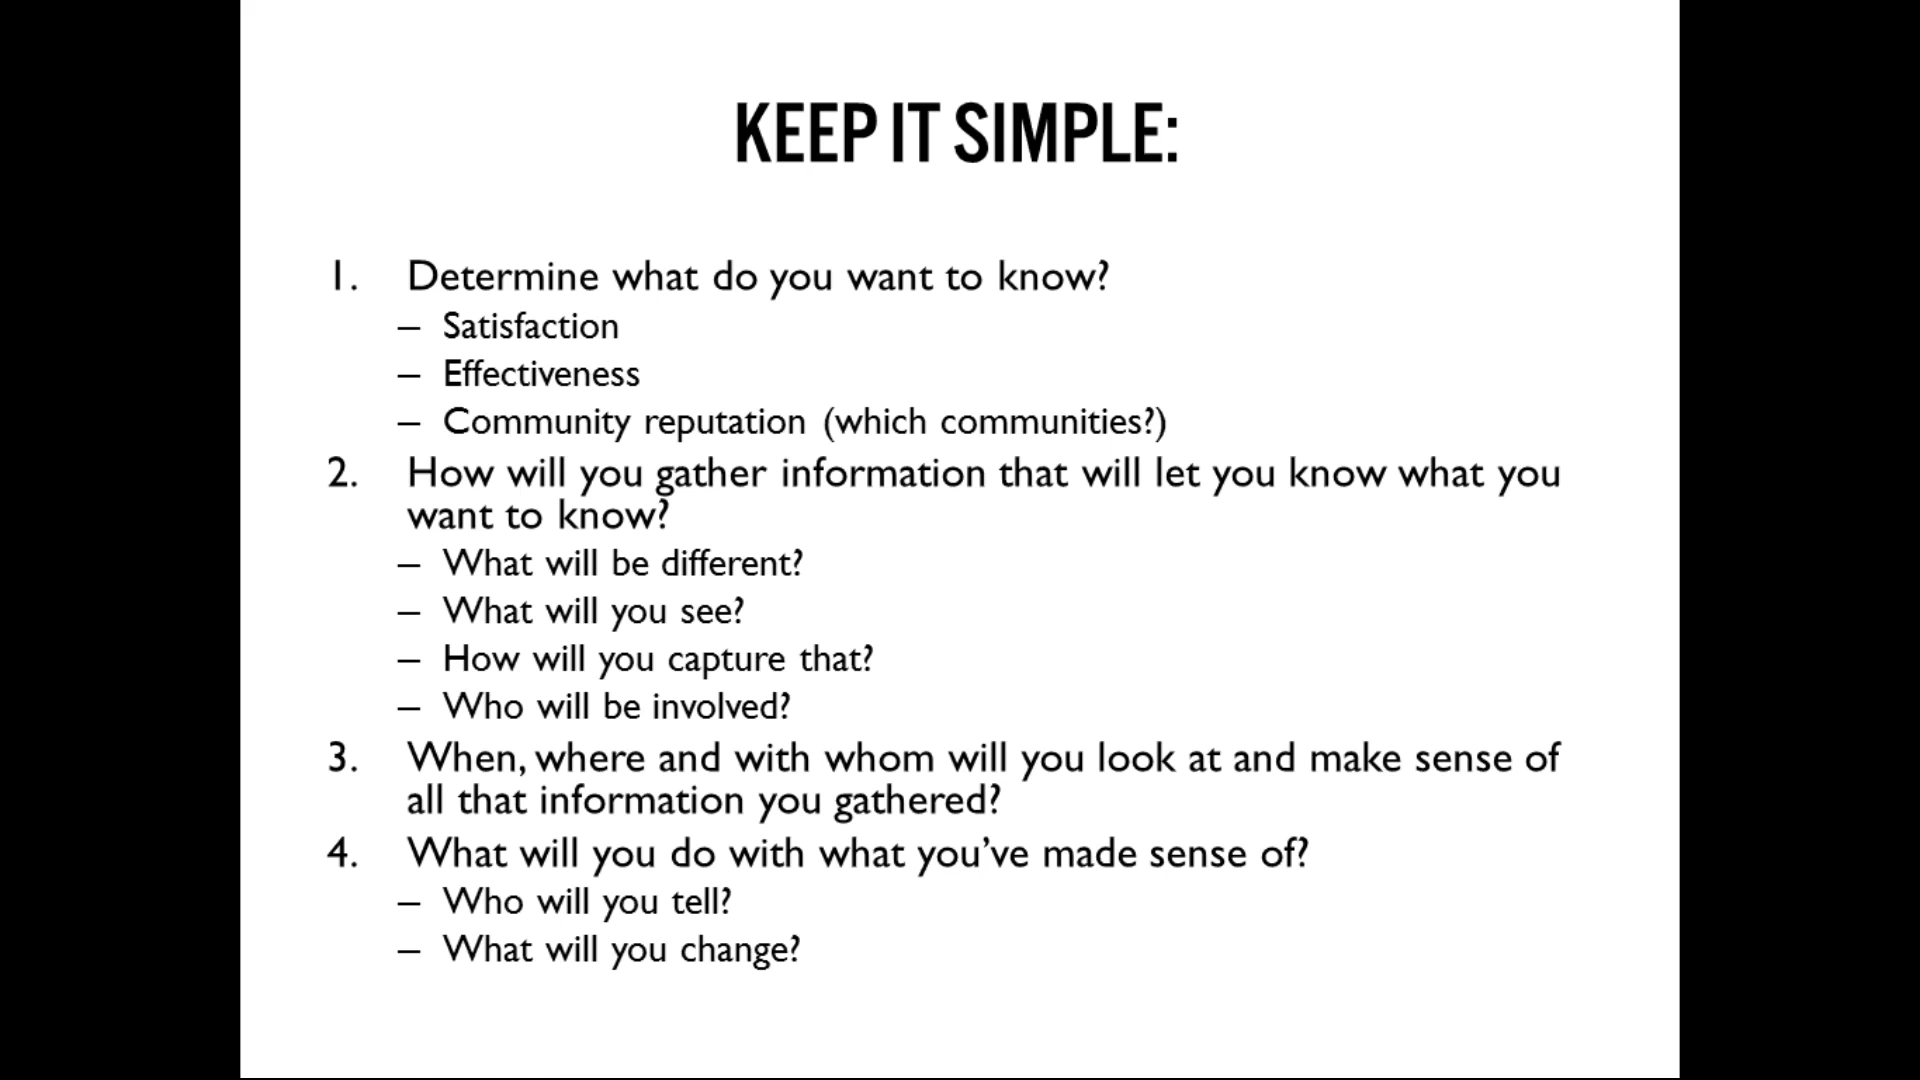 KEEP IT SIMPLE:
1. Determine what do you want to know?
– Satisfaction
– Effectiveness
– Community reputation (which communities?)
2. How will you gather information that will let you know what you
want to know?
– What will be different?
– What will you see?
– How will you capture that?
– Who will be involved?
3. When, where and with whom will you look at and make sense of
all that information you gathered?
4. What will you do with what you’ve made sense of?
– Who will you tell?
– What will you change?